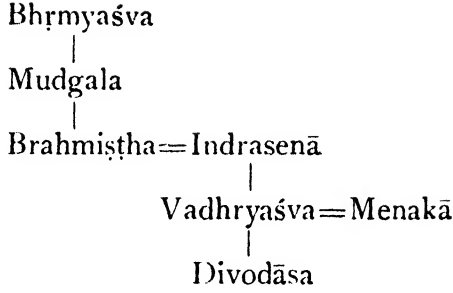 Bhṛmyaśva
Mudgala
Brahmiṣṭha=Indrasenā
Vadhryaśva=Menakā
Divodāsa